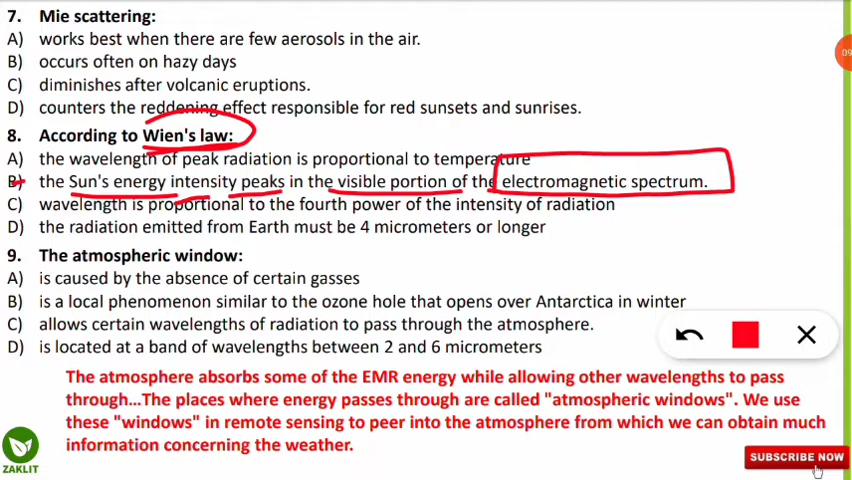 7. Mie scattering:
A) works best when there are few aerosols in the air.
B) occurs often on hazy days
C) diminishes after volcanic eruptions.
D) counters the reddening effect responsible for red sunsets and sunrises.
8. According to Wien's law:
A) the wavelength of peak radiation is proportional to temperature
B) the Sun's energy intensity peaks in the visible portion of the electromagnetic spectrum.
C) wavelength is proportional to the fourth power of the intensity of radiation
D) the radiation emitted from Earth must be 4 micrometers or longer
9. The atmospheric window:
A) is caused by the absence of certain gasses
B) is a local phenomenon similar to the ozone hole that opens over Antarctica in winter
C) allows certain wavelengths of radiation to pass through the atmosphere.
D) is located at a band of wavelengths between 2 and 6 micrometers
The atmosphere absorbs some of the EMR energy while allowing other wavelengths to pass
through...The places where energy passes through are called "atmospheric windows". We use
these "windows" in remote sensing to peer into the atmosphere from which we can obtain much
information concerning the weather.
ZAKLIT
SUBSCRIBE NOW
09